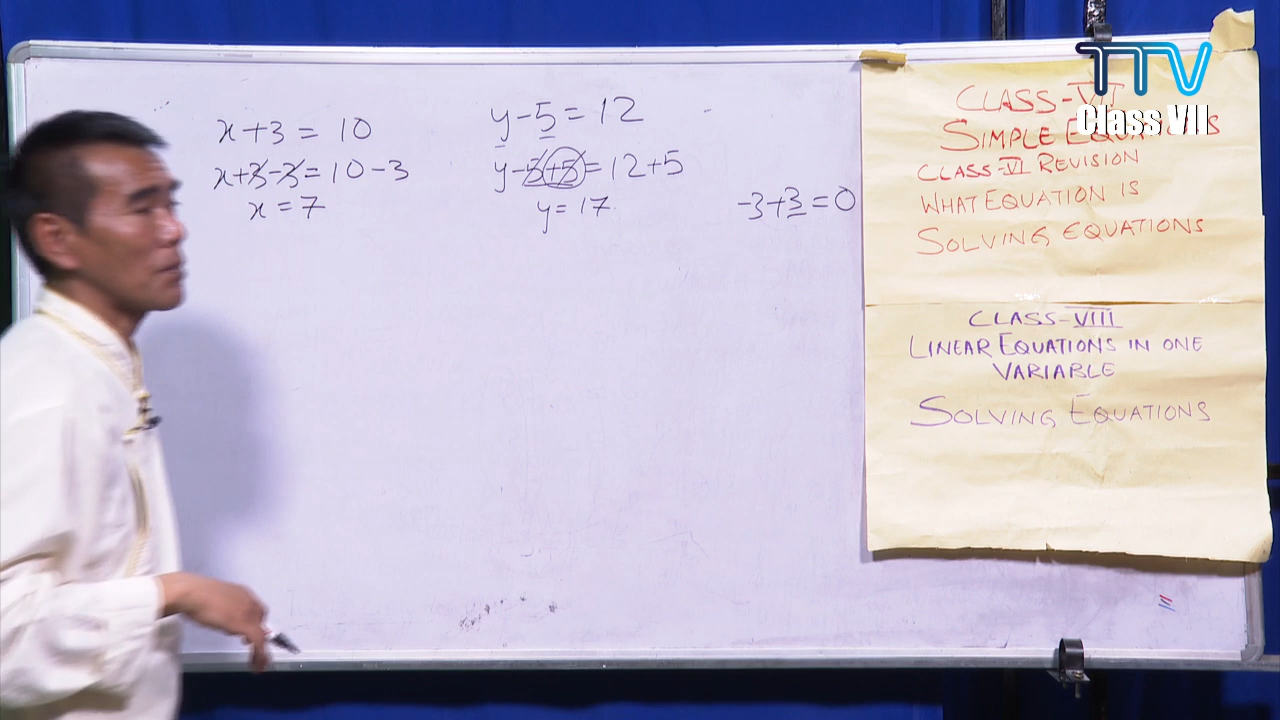 x+3 = 10
x+3-3=10-3
x = 7
y-5=12
y-5+5=12+5
y=17
-3+3=0
TTV
Class VII
CLASS-VII
SIMPLE EQUATIONS
CLASS-VI REVISION
WHAT EQUATION IS
SOLVING EQUATIONS
CLASS-VIII
LINEAR EQUATIONS IN ONE
VARIABLE
SOLVING EQUATIONS